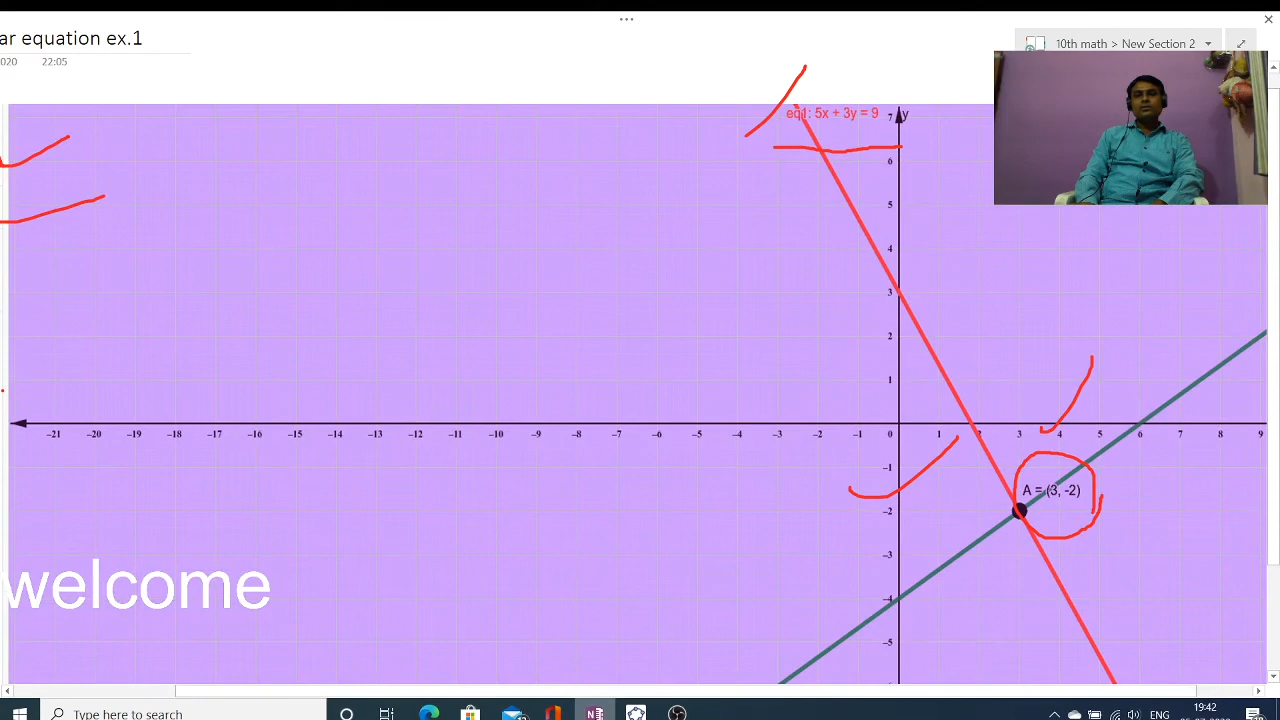 ar equation ex.1
020 22:05
10th math > New Section 2
eq1: 5x + 3y = 9
y
7
6
5
4
3
2
1
-21 -20 -19 -18 -17 -16 -15 -14 -13 -12 -11 -10 -9 -8 -7 -6 -5 -4 -3 -2 -1 0 1 2 3 4 5 6 7 8 9
-1
A = (3, -2)
-2
-3
-4
-5
welcome
Type here to search
ENG
19:42